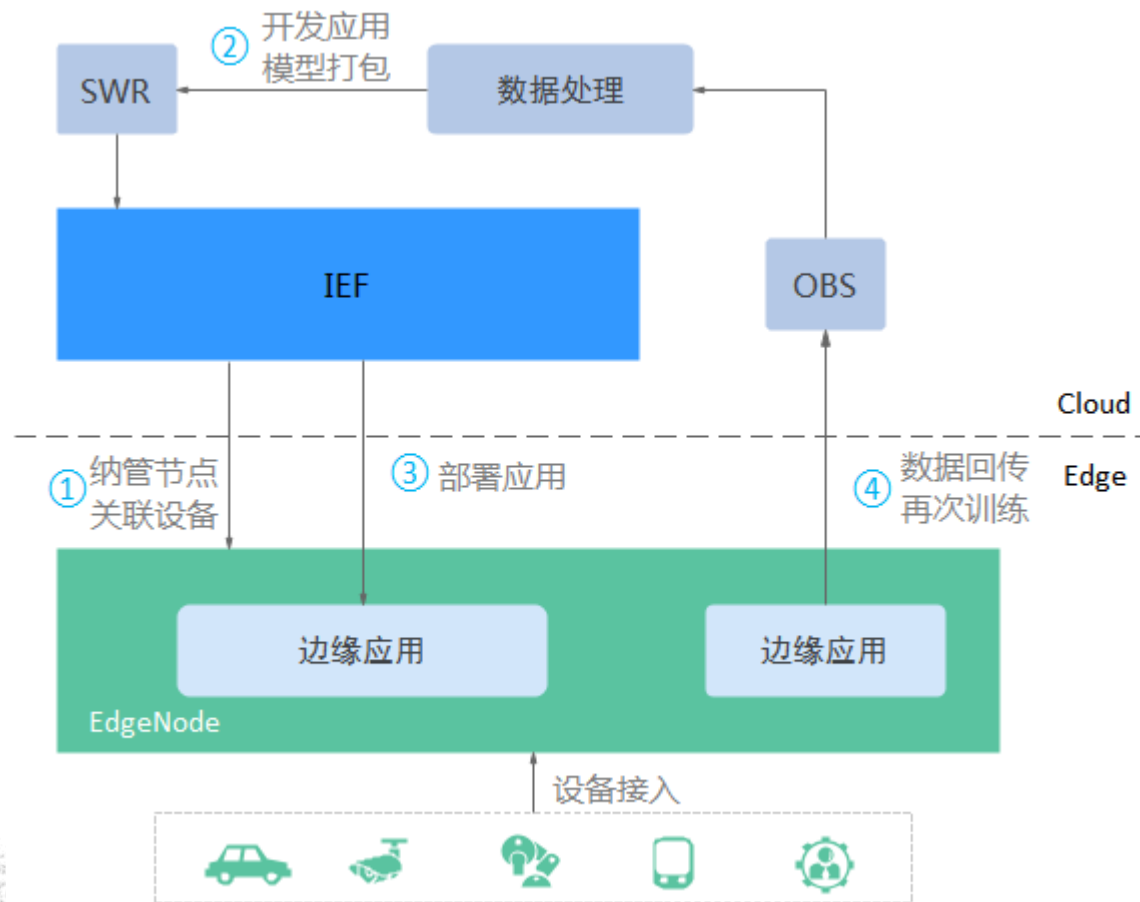 ② 开发应用
模型打包
SWR
数据处理
IEF
OBS
Cloud
① 纳管节点
关联设备
③ 部署应用
④ 数据回传
再次训练
Edge
边缘应用
边缘应用
EdgeNode
设备接入